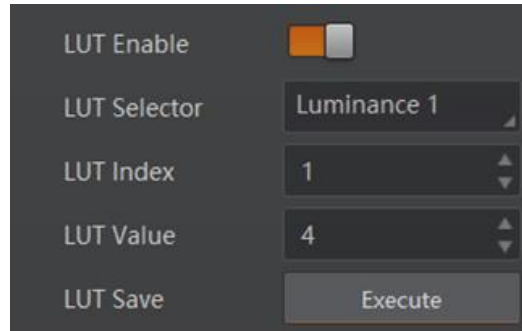 LUT Enable
LUT Selector Luminance 1
LUT Index 1
LUT Value 4
LUT Save Execute